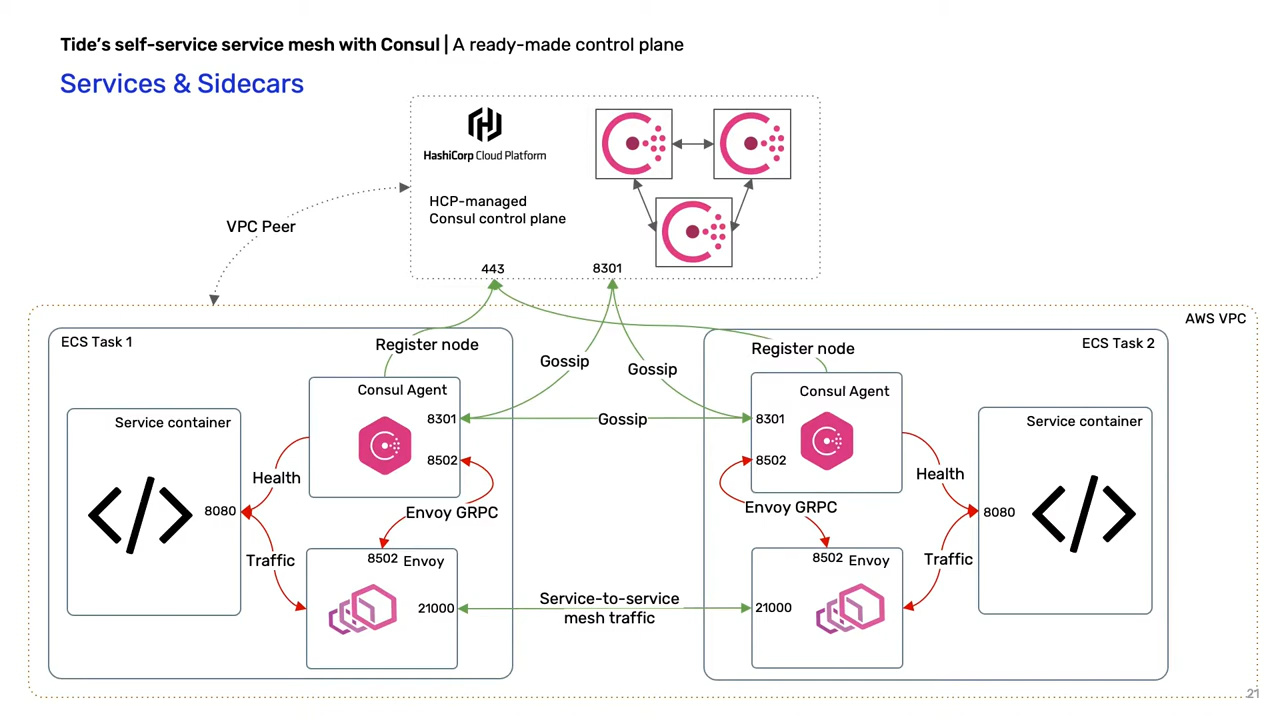 Tide's self-service service mesh with Consul | A ready-made control plane
Services & Sidecars
HashiCorp Cloud Platform
HCP-managed
Consul control plane
VPC Peer
443
8301
AWS VPC
ECS Task 1
Register node
Consul Agent
8301
8502
Service container
8080
Health
Envoy GRPC
Traffic
8502 Envoy
21000
Gossip
Gossip
Gossip
Service-to-service
mesh traffic
ECS Task 2
Register node
Consul Agent
8301
8502
Service container
8080
Health
Envoy GRPC
Traffic
8502 Envoy
21000
21